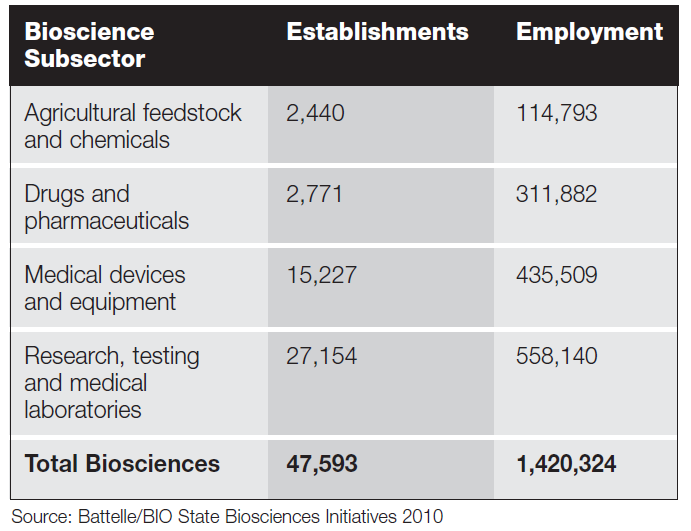 Bioscience Subsector Establishments Employment
Agricultural feedstock and chemicals 2,440 114,793
Drugs and pharmaceuticals 2,771 311,882
Medical devices and equipment 15,227 435,509
Research, testing and medical laboratories 27,154 558,140
Total Biosciences 47,593 1,420,324
Source: Battelle/BIO State Biosciences Initiatives 2010